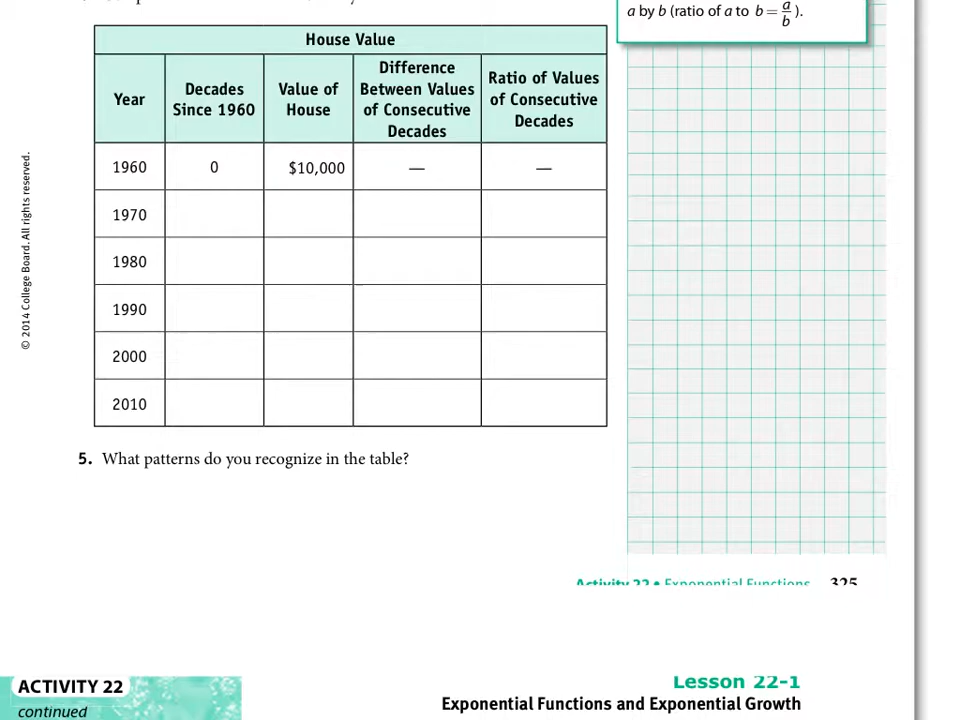 a by b (ratio of a to b = a/b ).
House Value
Year
Decades
Since 1960
Value of
House
Difference
Between Values
of Consecutive
Decades
Ratio of Values
of Consecutive
Decades
1960 0 $10,000 — —
1970
1980
1990
2000
2010
© 2014 College Board. All rights reserved.
5. What patterns do you recognize in the table?
Activity 22 • Exponential Functions 325
ACTIVITY 22
continued
Lesson 22-1
Exponential Functions and Exponential Growth